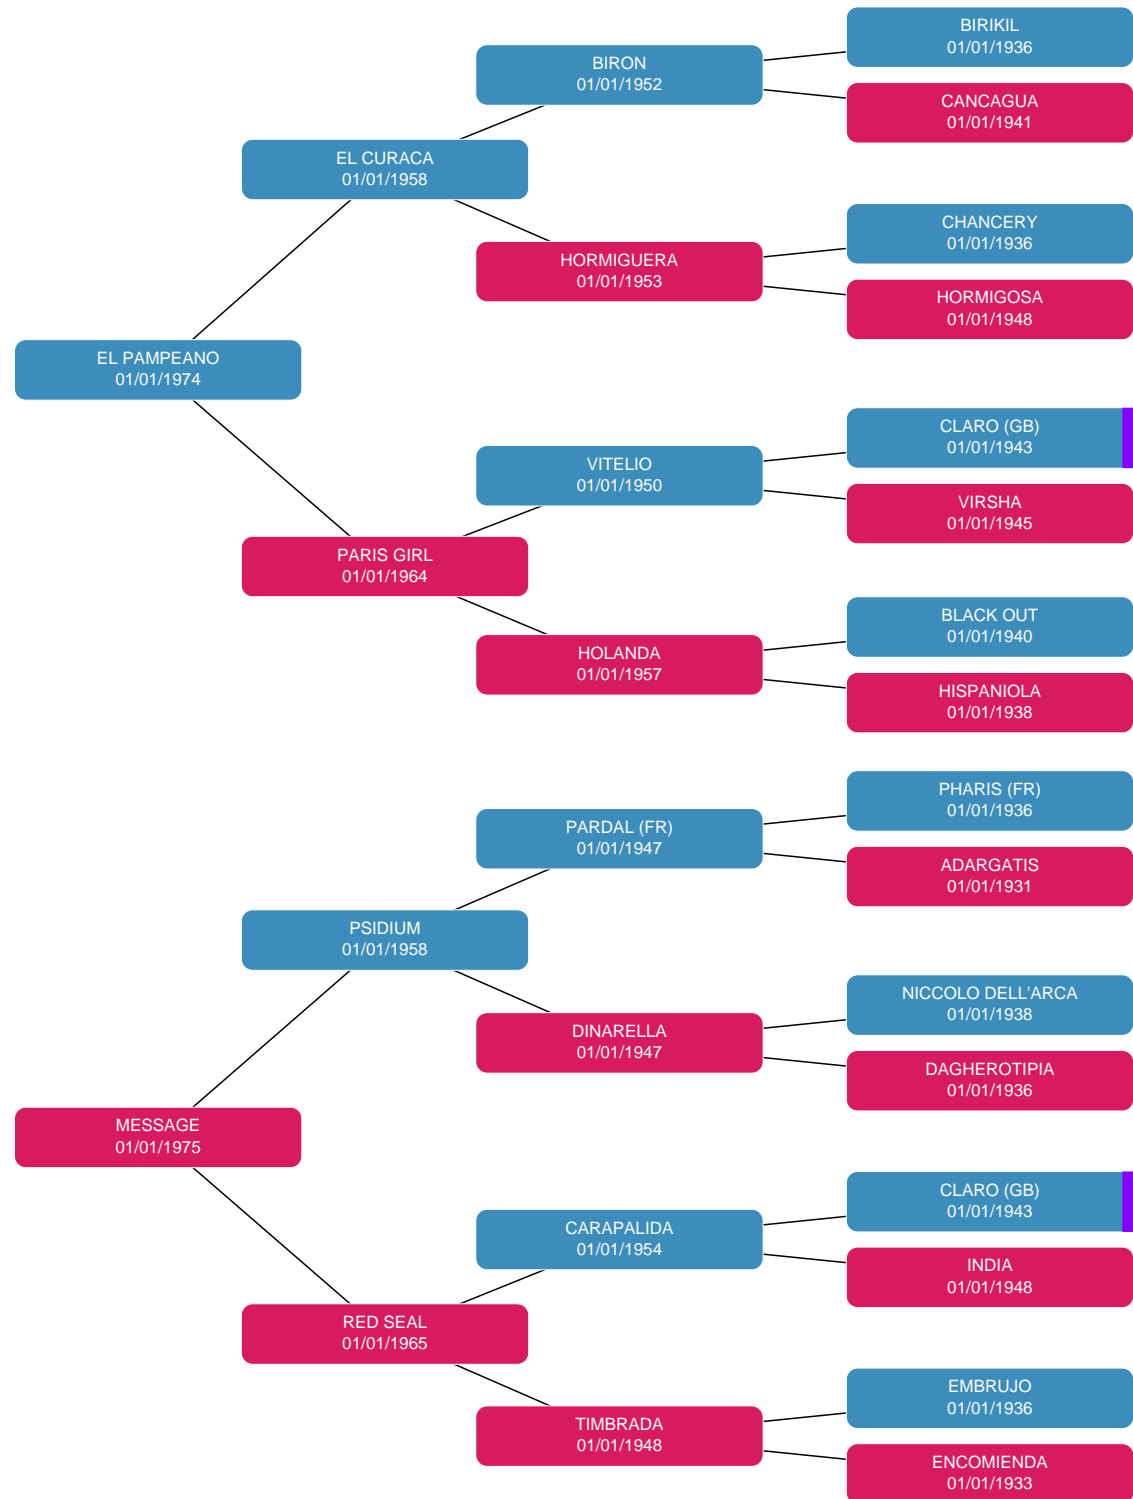 BIRIKIL
01/01/1936
BIRON
01/01/1952
CANCAGUA
01/01/1941
EL CURACA
01/01/1958
CHANCERY
01/01/1936
HORMIGUERA
01/01/1953
HORMIGOSA
01/01/1948
EL PAMPEANO
01/01/1974
CLARO (GB)
01/01/1943
VITELIO
01/01/1950
VIRSHA
01/01/1945
PARIS GIRL
01/01/1964
BLACK OUT
01/01/1940
HOLANDA
01/01/1957
HISPANIOLA
01/01/1938
PHARIS (FR)
01/01/1936
PARDAL (FR)
01/01/1947
ADARGATIS
01/01/1931
PSIDIUM
01/01/1958
NICCOLO DELL'ARCA
01/01/1938
DINARELLA
01/01/1947
DAGHEROTIPIA
01/01/1936
MESSAGE
01/01/1975
CLARO (GB)
01/01/1943
CARAPALIDA
01/01/1954
INDIA
01/01/1948
RED SEAL
01/01/1965
EMBRUJO
01/01/1936
TIMBRADA
01/01/1948
ENCOMIENDA
01/01/1933